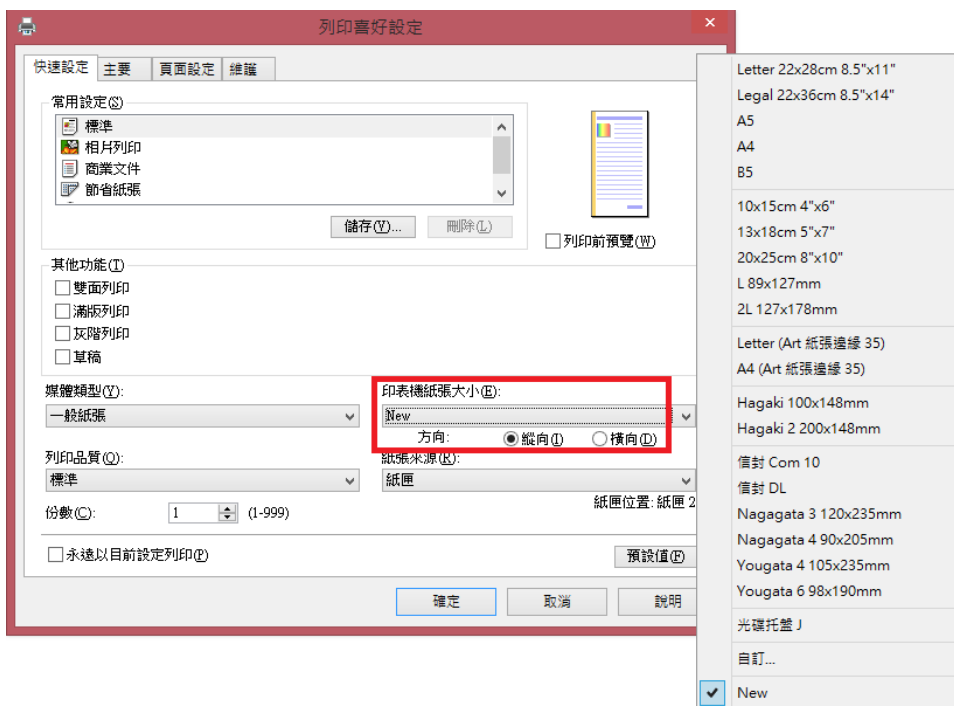 列印喜好設定
快速設定 主要 頁面設定 維護
常用設定(S)
標準
相片列印
商業文件
節省紙張
儲存(V)... 刪除(L)
列印前預覽(W)
其他功能(T)
雙面列印
滿版列印
灰階列印
草稿
媒體類型(Y): 印表機紙張大小(E):
一般紙張 New
方向: 縱向(I) 橫向(D)
列印品質(Q): 紙張來源(R):
標準 紙匣
紙匣位置: 紙匣 2
份數(C): 1 (1-999)
永遠以目前設定列印(P) 預設值(F)
確定 取消 說明
Letter 22x28cm 8.5"x11"
Legal 22x36cm 8.5"x14"
A5
A4
B5
10x15cm 4"x6"
13x18cm 5"x7"
20x25cm 8"x10"
L 89x127mm
2L 127x178mm
Letter (Art 紙張邊緣 35)
A4 (Art 紙張邊緣 35)
Hagaki 100x148mm
Hagaki 2 200x148mm
信封 Com 10
信封 DL
Nagagata 3 120x235mm
Nagagata 4 90x205mm
Yougata 4 105x235mm
Yougata 6 98x190mm
光碟托盤 J
自訂...
New